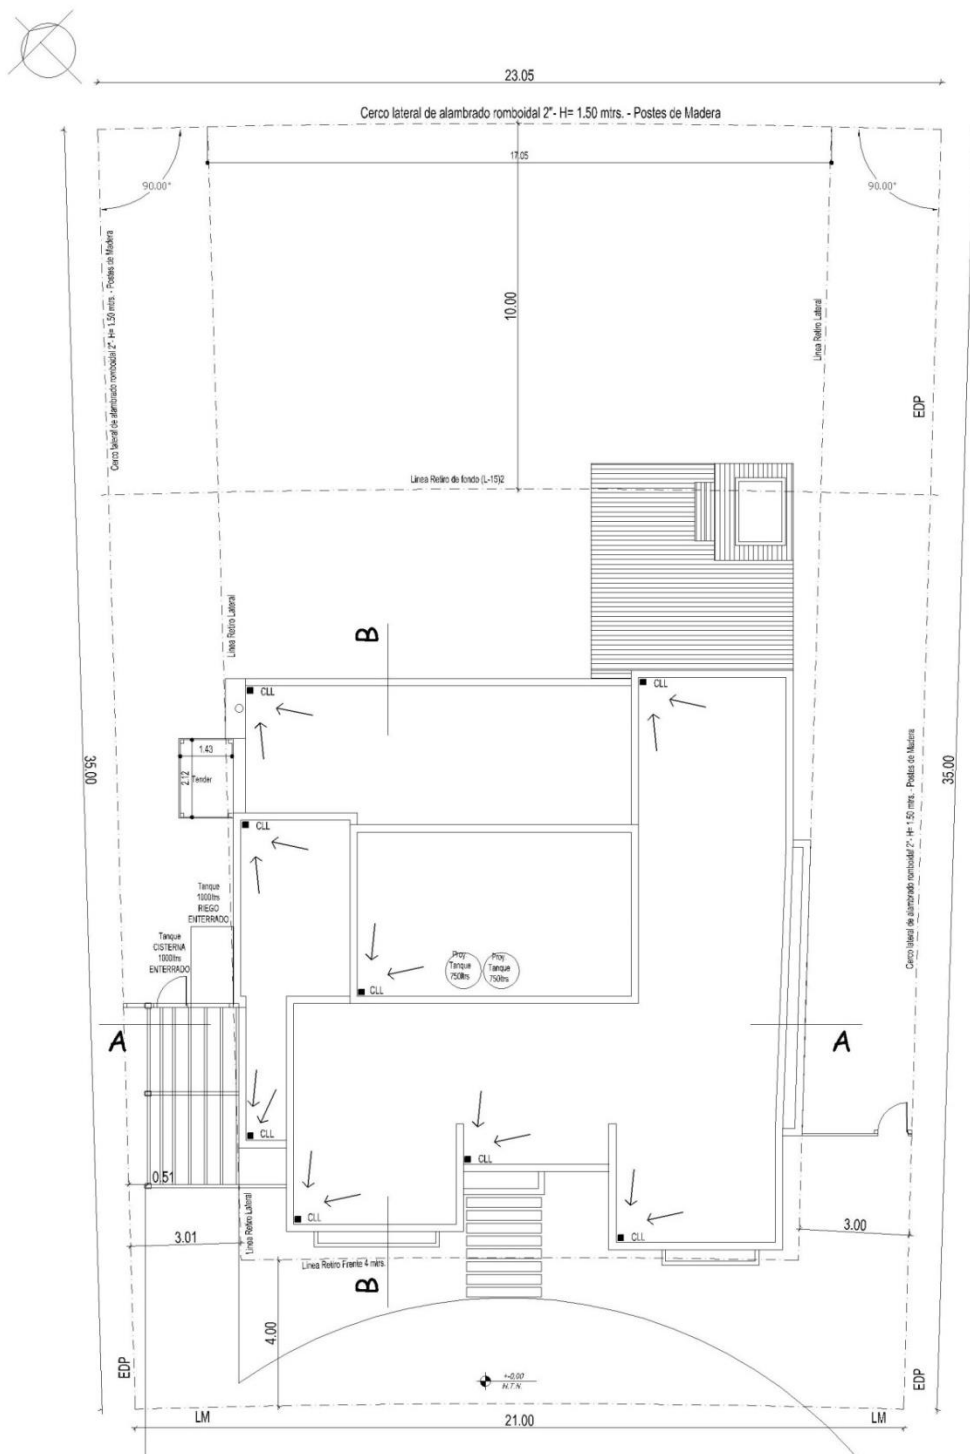 23.05
Cerco lateral de alambrado romboidal 2"- H= 1.50 mtrs. - Postes de Madera
17.05
90.00°
90.00°
Cerco lateral de alambrado romboidal 2"- H= 1.50 mtrs. - Postes de Madera
10.00
Linea Retiro Lateral
EDP
Linea Retiro de fondo (L-15)2
Linea Retiro Lateral
B
CLL
CLL
1.43
2.12
Tender
35.00
35.00
CLL
Cerco lateral de alambrado romboidal 2"- H= 1.50 mtrs. - Postes de Madera
Tanque
1000ltrs
RIEGO
ENTERRADO
Tanque
CISTERNA
1000ltrs
ENTERRADO
Proy.
Tanque
750ltrs
Proy.
Tanque
750ltrs
CLL
A
A
CLL
CLL
0.51
CLL
Linea Retiro Lateral
3.01
3.00
CLL
Linea Retiro Frente 4 mtrs.
B
4.00
EDP
+-0,00
N.T.N.
EDP
LM
21.00
LM